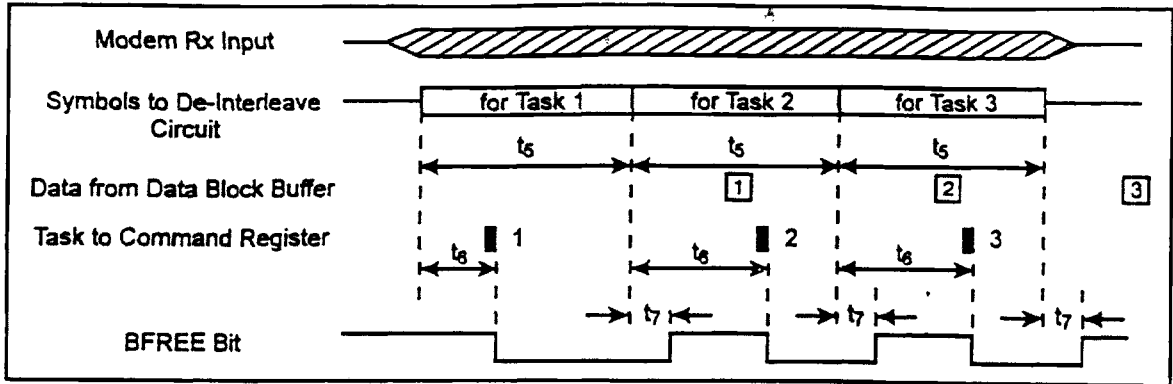 Modem Rx Input
Symbols to De-Interleave
Circuit
for Task 1 for Task 2 for Task 3
t5 t5 t5
Data from Data Block Buffer
1 2 3
Task to Command Register
1 2 3
t6 t6 t6
t7 t7 t7
BFREE Bit